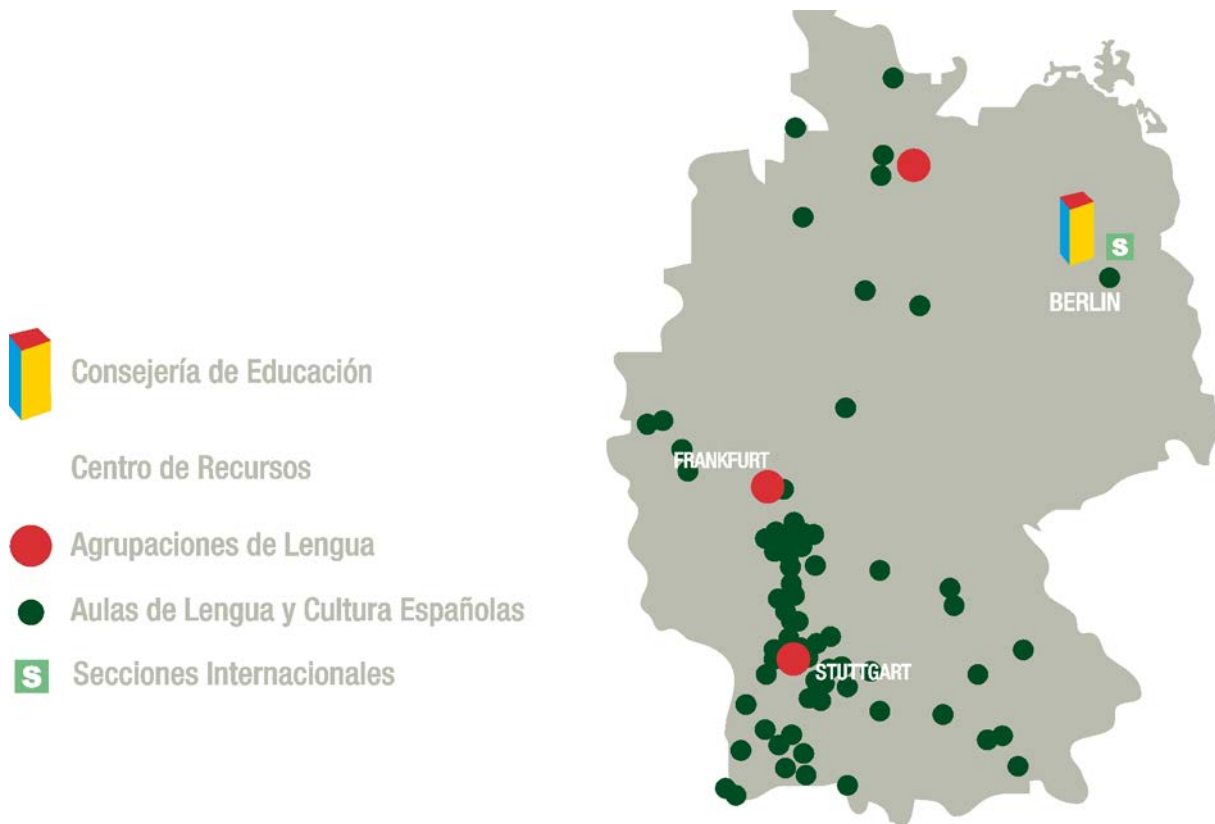 BERLIN
Consejería de Educación
Centro de Recursos
FRANKFURT
Agrupaciones de Lengua
Aulas de Lengua y Cultura Españolas
S
Secciones Internacionales
STUTTGART
S